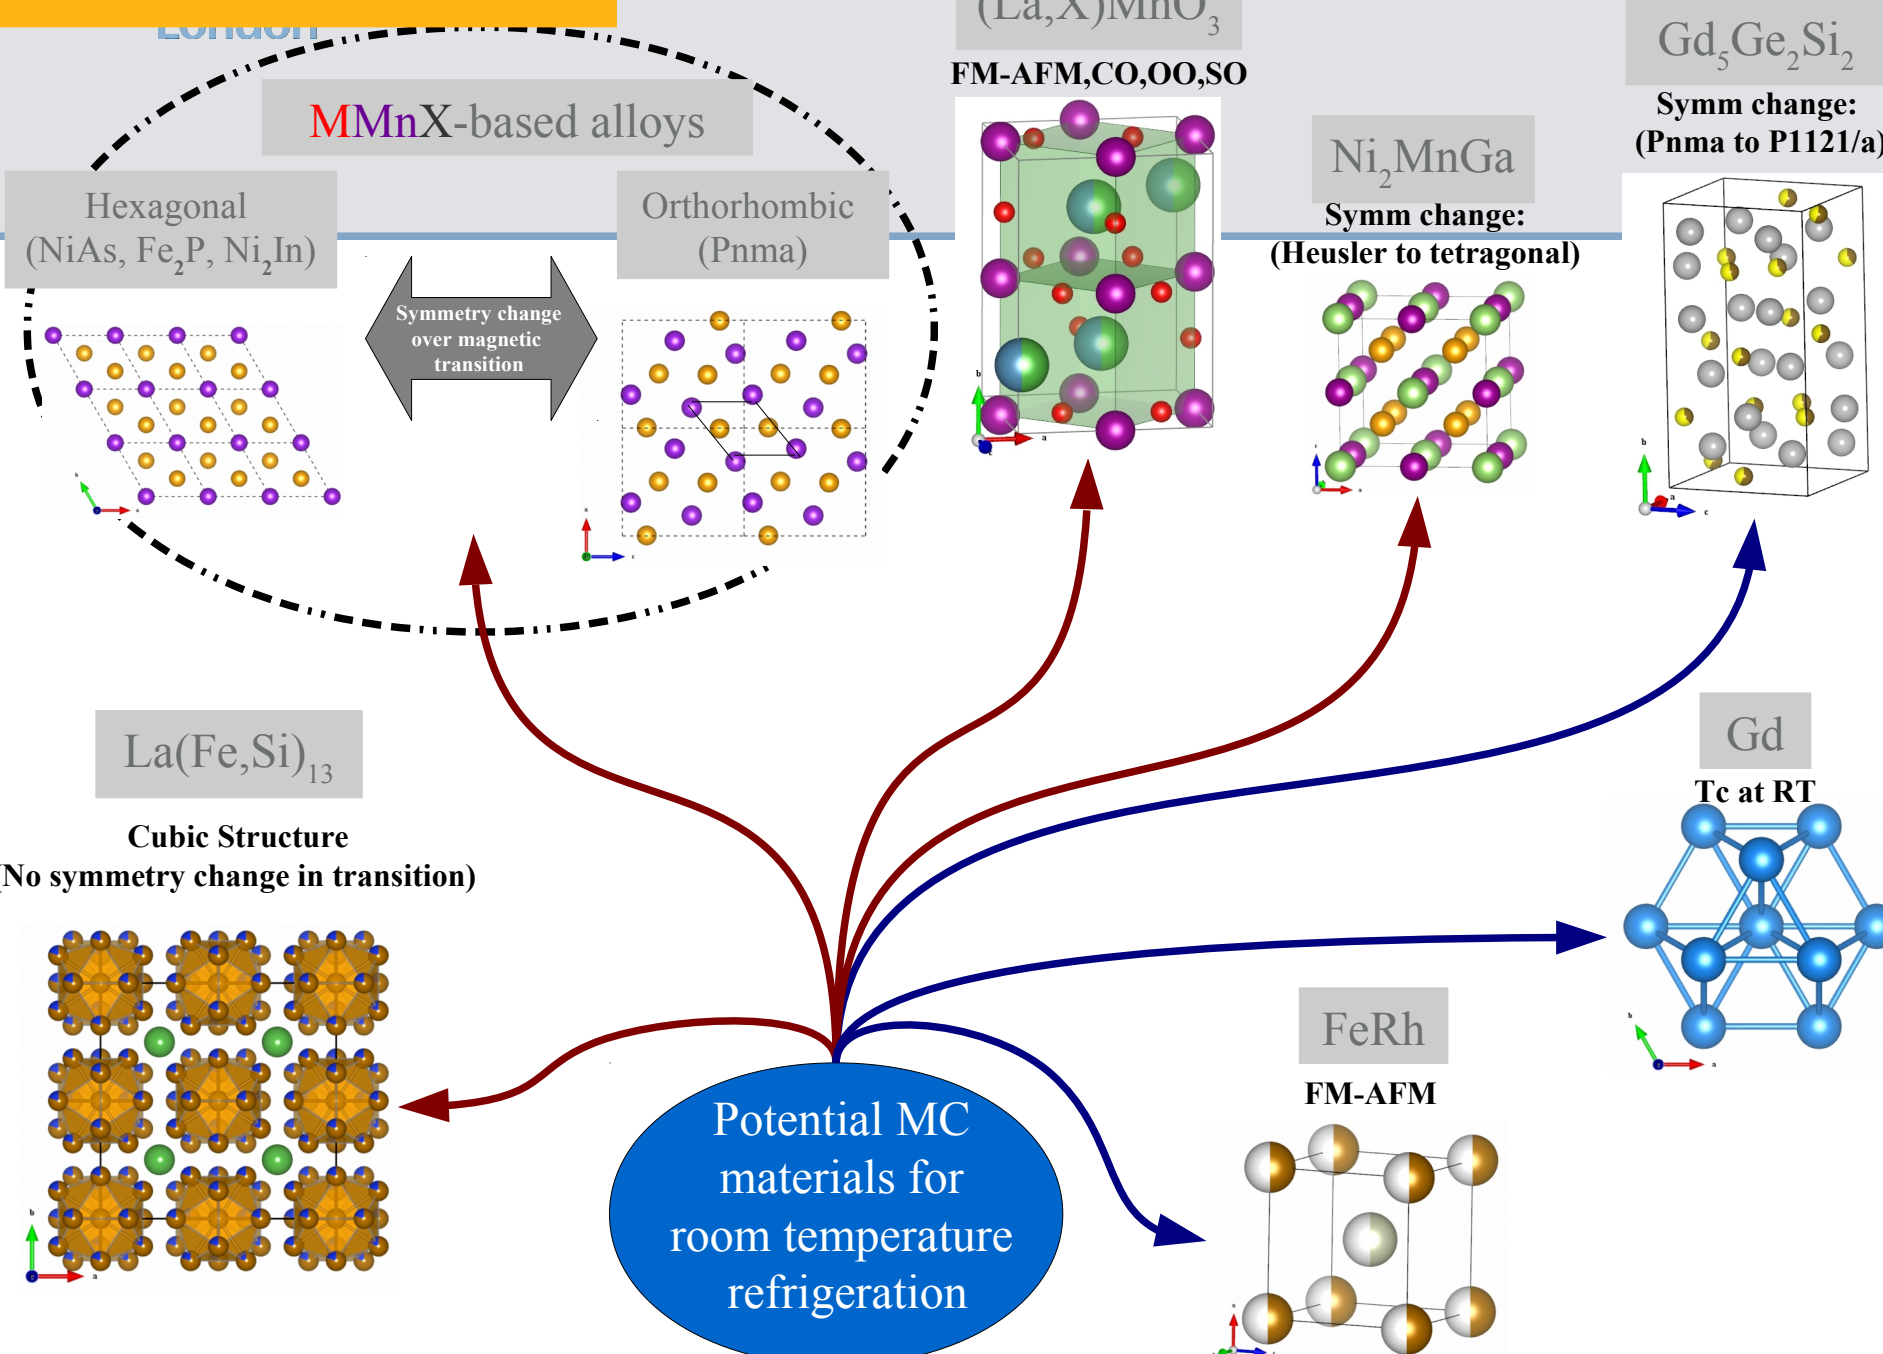 London
(La,X)MnO₃
FM-AFM,CO,OO,SO
Gd₅Ge₂Si₂
Symm change:
(Pnma to P1121/a)
MMnX-based alloys
Ni₂MnGa
Symm change:
(Heusler to tetragonal)
Hexagonal
(NiAs, Fe₂P, Ni₂In)
Orthorhombic
(Pnma)
Symmetry change
over magnetic
transition
La(Fe,Si)₁₃
Cubic Structure
(No symmetry change in transition)
Gd
Tc at RT
FeRh
FM-AFM
Potential MC
materials for
room temperature
refrigeration